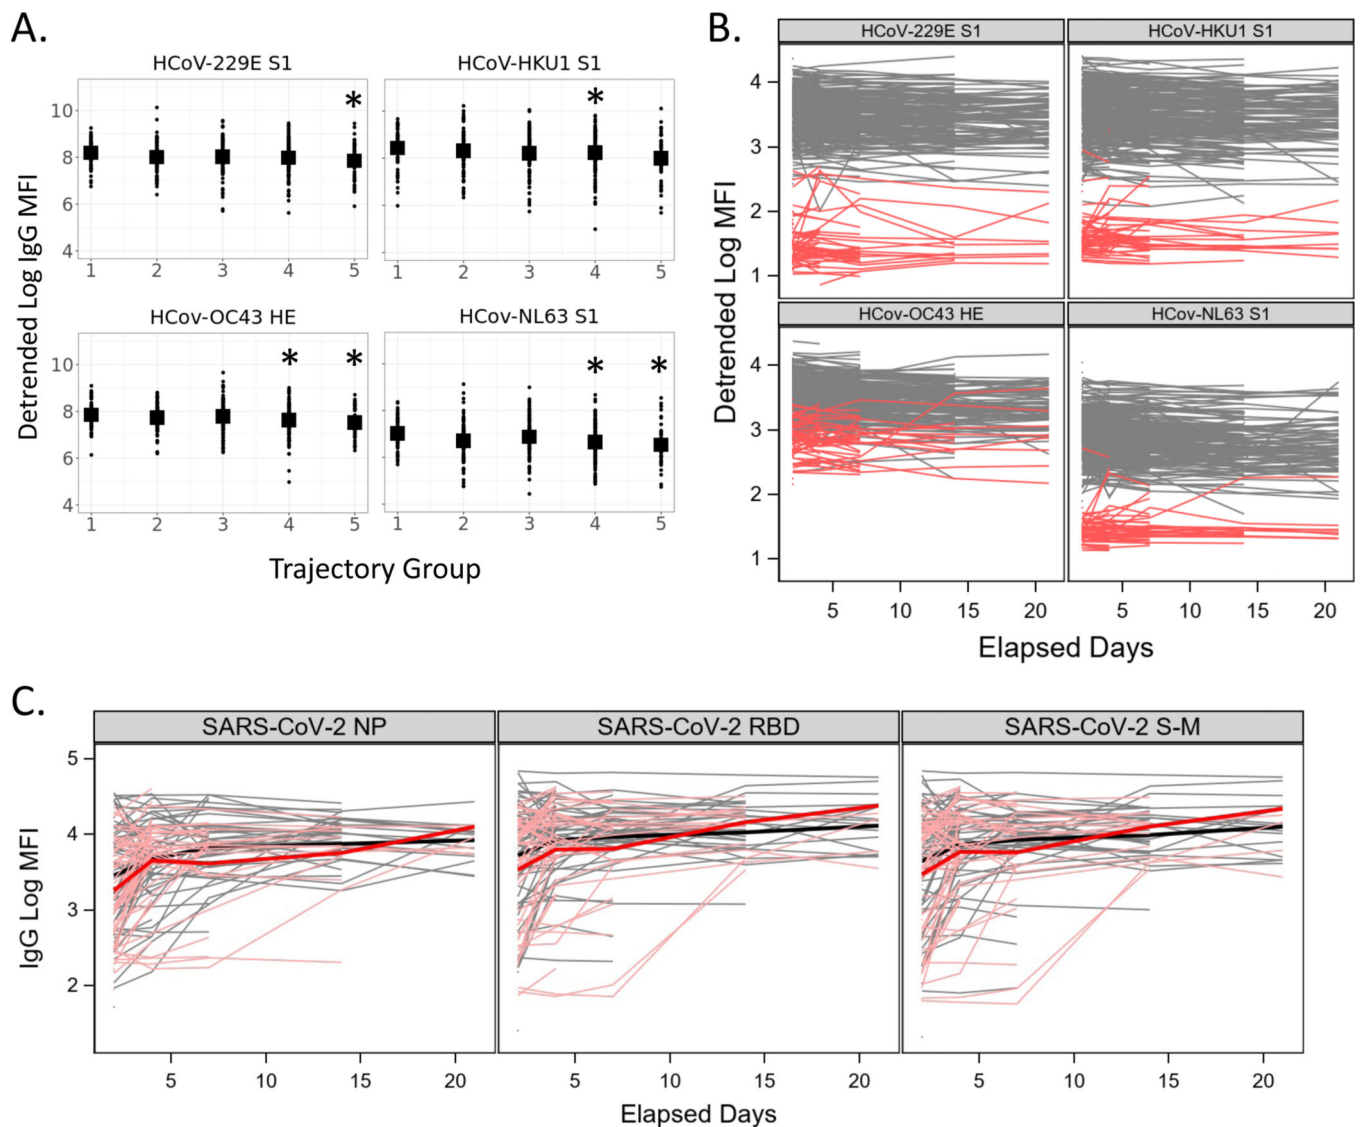 A.
HCoV-229E S1
HCoV-HKU1 S1
*
*
10
8
6
4
1 2 3 4 5
1 2 3 4 5
HCov-OC43 HE
HCov-NL63 S1
* *
* *
10
8
6
4
1 2 3 4 5
1 2 3 4 5
Detrended Log IgG MFI
Trajectory Group
B.
HCoV-229E S1
HCoV-HKU1 S1
4
3
2
1
HCov-OC43 HE
HCov-NL63 S1
4
3
2
1
5 10 15 20
5 10 15 20
Detrended Log MFI
Elapsed Days
C.
SARS-CoV-2 NP
SARS-CoV-2 RBD
SARS-CoV-2 S-M
5
4
3
2
5 10 15 20
5 10 15 20
5 10 15 20
IgG Log MFI
Elapsed Days